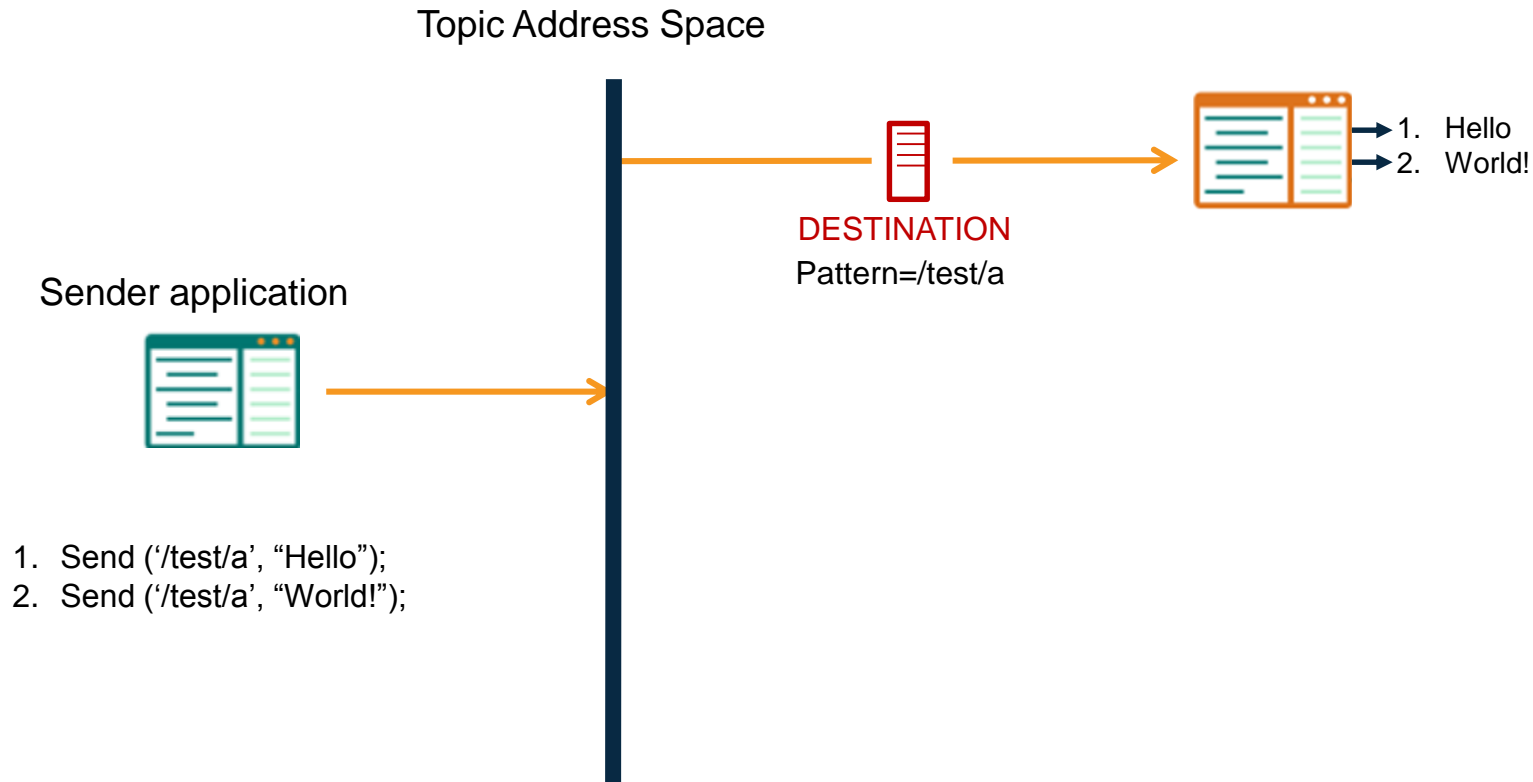 Topic Address Space
1. Hello
2. World!
DESTINATION
Pattern=/test/a
Sender application
1. Send (‘/test/a’, “Hello”);
2. Send (‘/test/a’, “World!”);